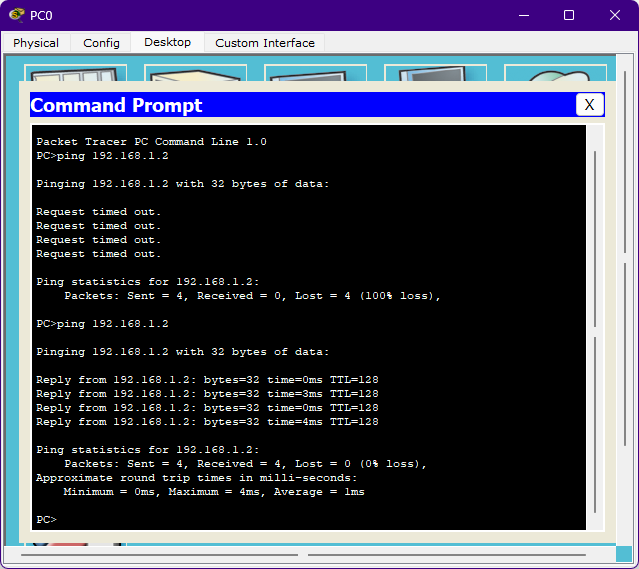 PC0
Physical Config Desktop Custom Interface
Command Prompt X
Packet Tracer PC Command Line 1.0
PC>ping 192.168.1.2
Pinging 192.168.1.2 with 32 bytes of data:
Request timed out.
Request timed out.
Request timed out.
Request timed out.
Ping statistics for 192.168.1.2:
    Packets: Sent = 4, Received = 0, Lost = 4 (100% loss),
PC>ping 192.168.1.2
Pinging 192.168.1.2 with 32 bytes of data:
Reply from 192.168.1.2: bytes=32 time=0ms TTL=128
Reply from 192.168.1.2: bytes=32 time=3ms TTL=128
Reply from 192.168.1.2: bytes=32 time=0ms TTL=128
Reply from 192.168.1.2: bytes=32 time=4ms TTL=128
Ping statistics for 192.168.1.2:
    Packets: Sent = 4, Received = 4, Lost = 0 (0% loss),
Approximate round trip times in milli-seconds:
    Minimum = 0ms, Maximum = 4ms, Average = 1ms
PC>